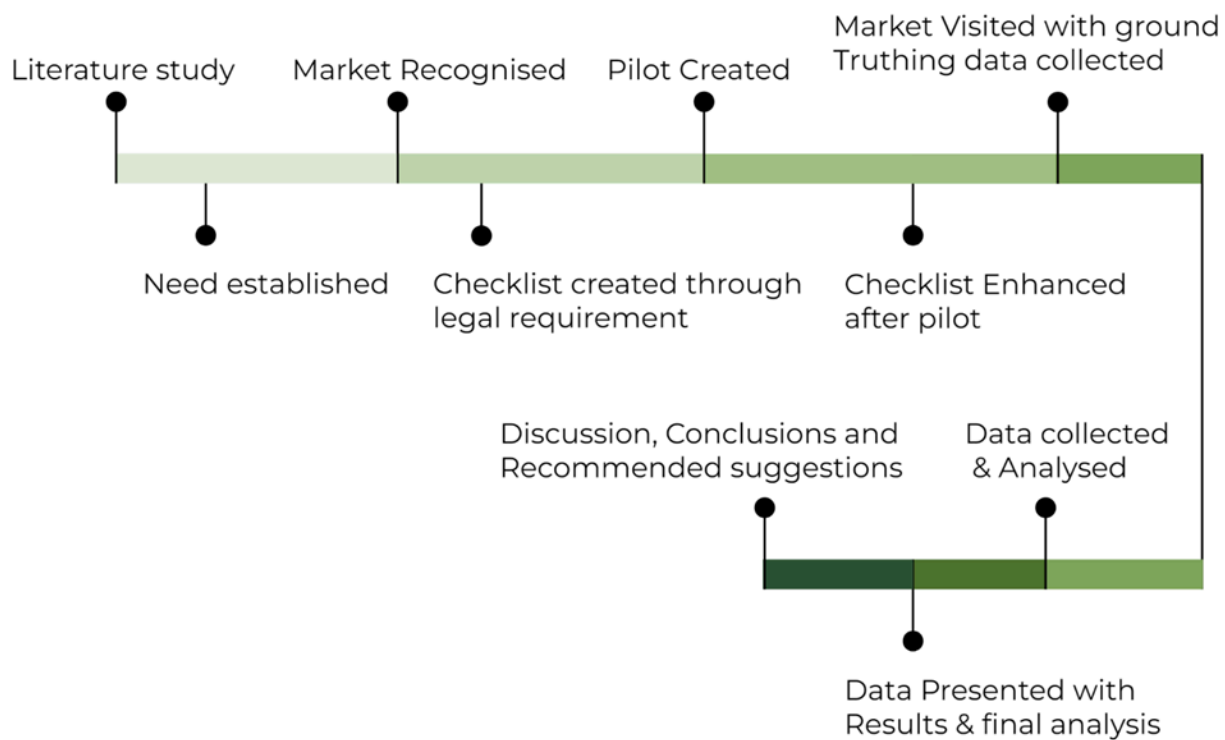 Market Visited with ground
Truthing data collected
Literature study
Market Recognised
Pilot Created
Need established
Checklist created through
legal requirement
Checklist Enhanced
after pilot
Discussion, Conclusions and
Recommended suggestions
Data collected
& Analysed
Data Presented with
Results & final analysis